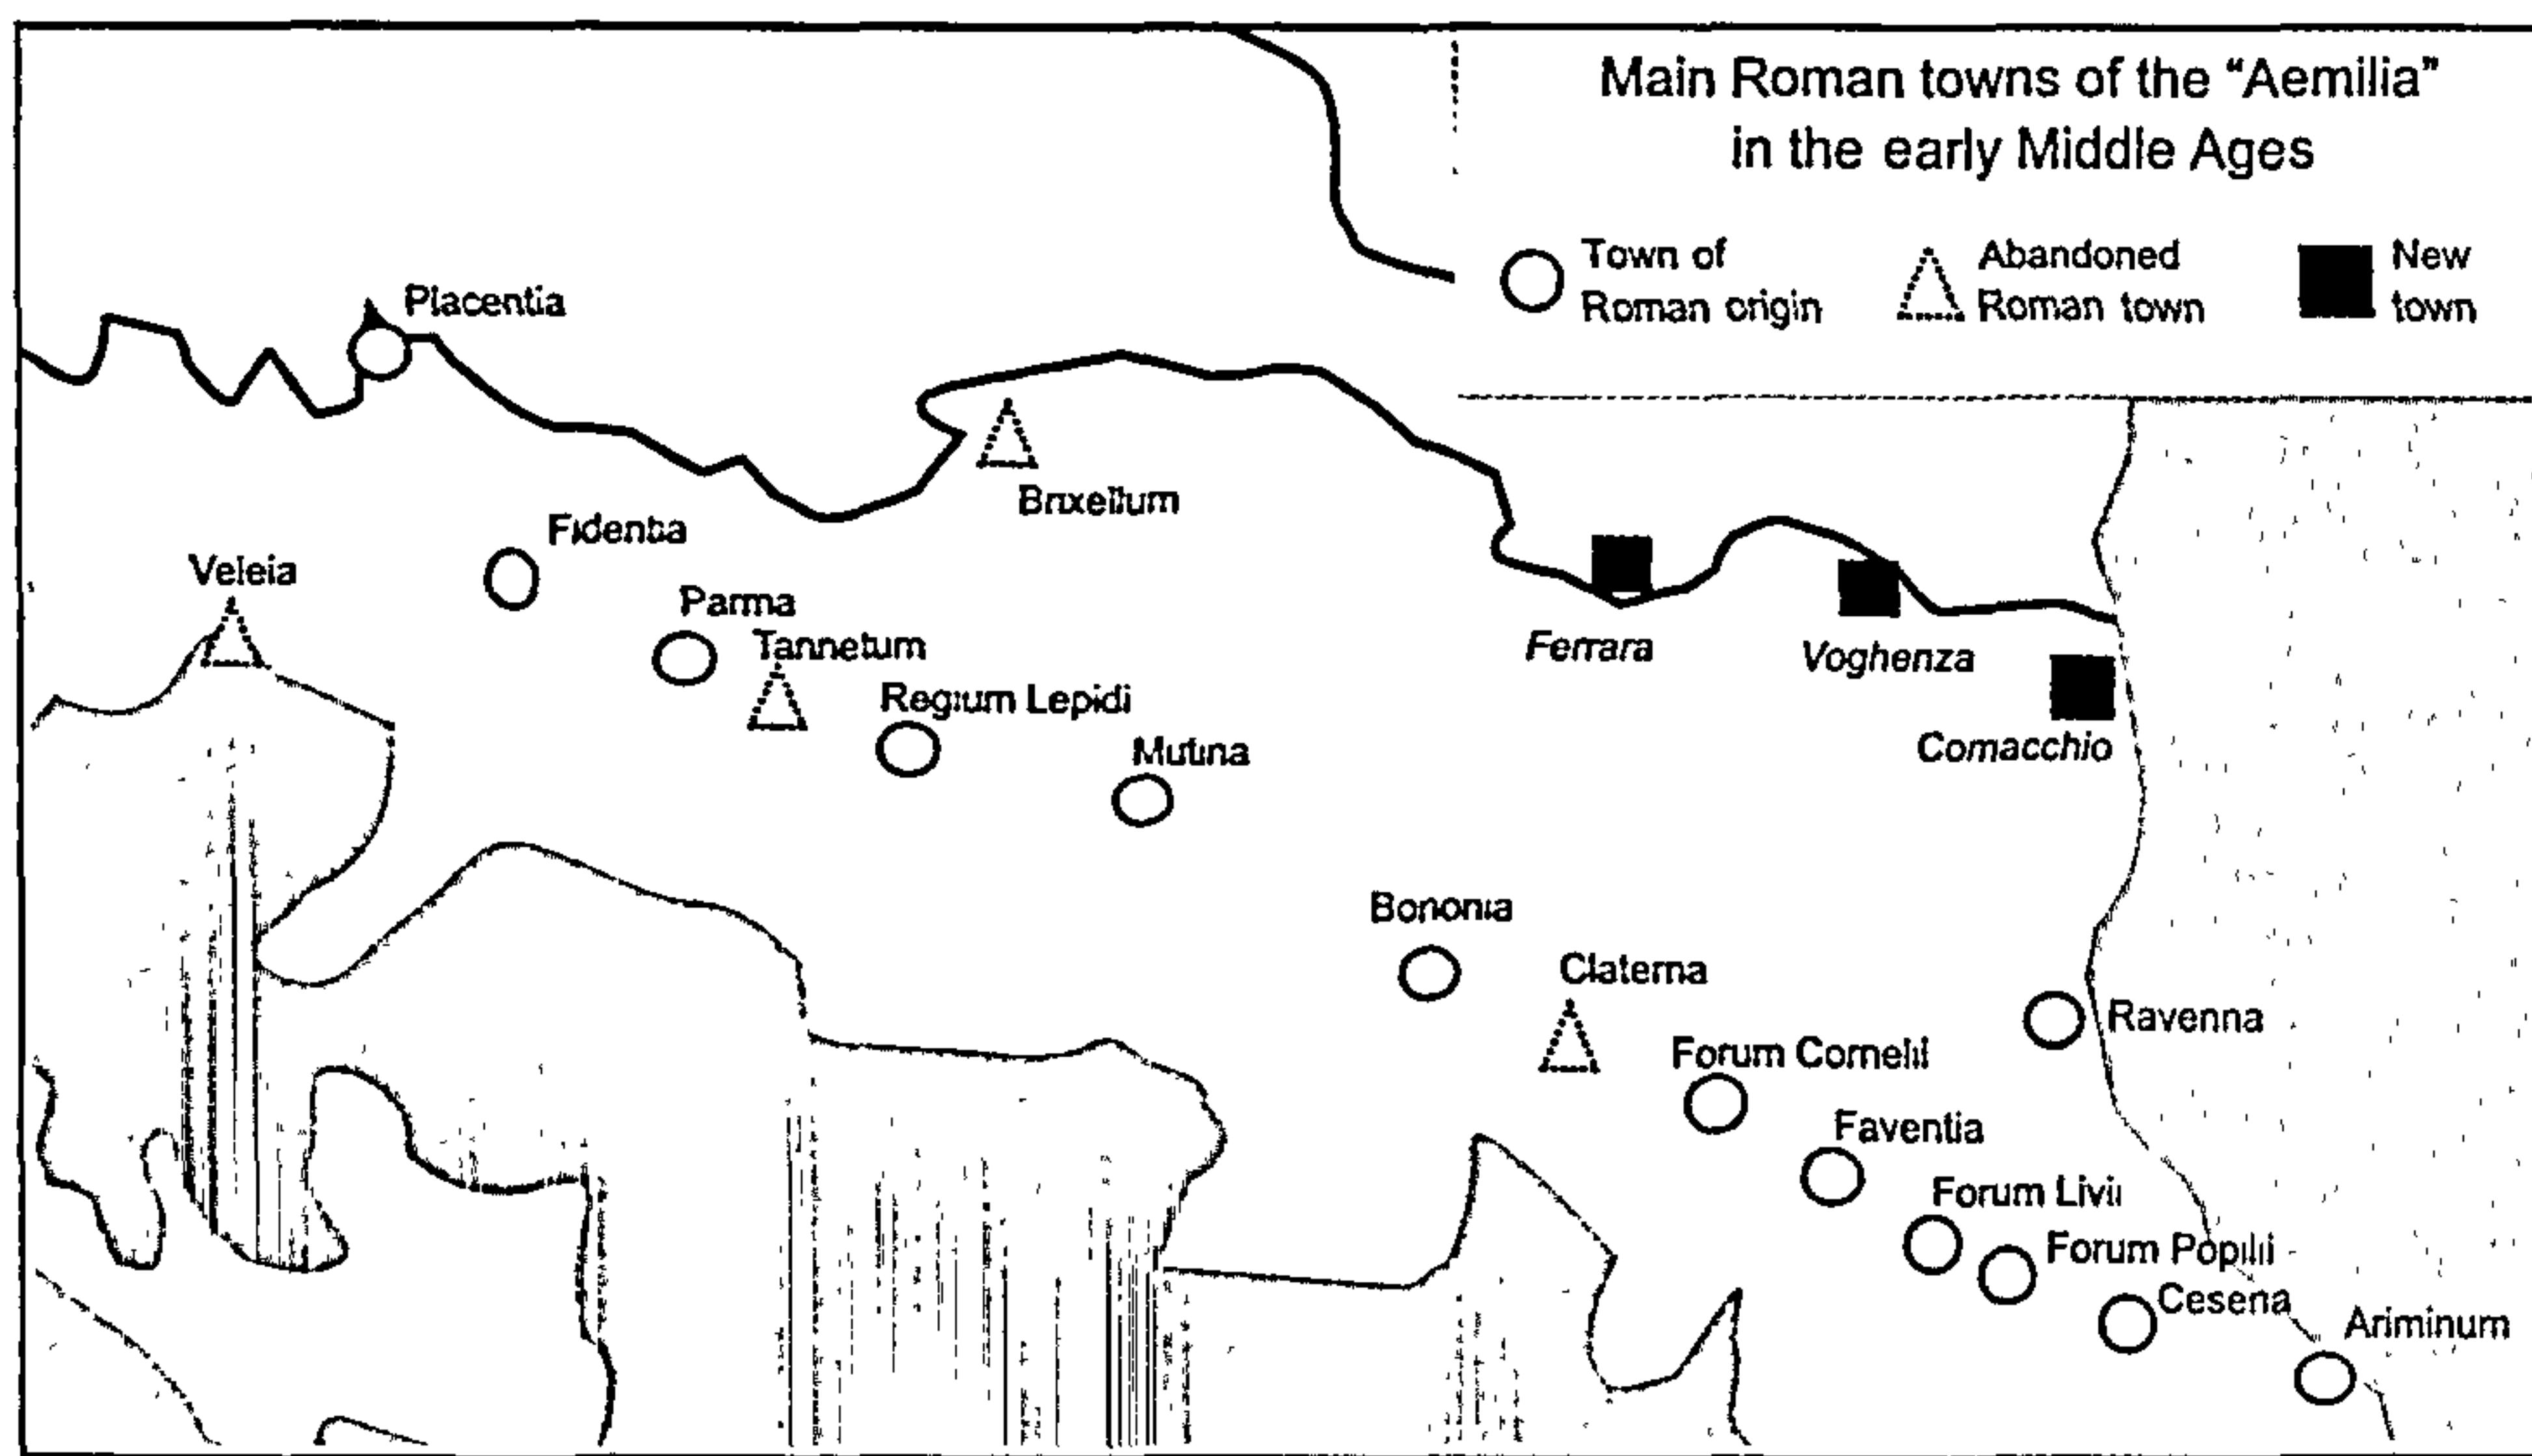 Main Roman towns of the “Aemilia”
in the early Middle Ages
Town of
Roman origin
Abandoned
Roman town
New
town
Placentia
Brixellum
Fidentia
Veleia
Parma
Tannetum
Regium Lepidi
Mutina
Ferrara
Voghenza
Comacchio
Bononia
Claterna
Ravenna
Forum Cornelii
Faventia
Forum Livii
Forum Popilii
Cesena
Ariminum